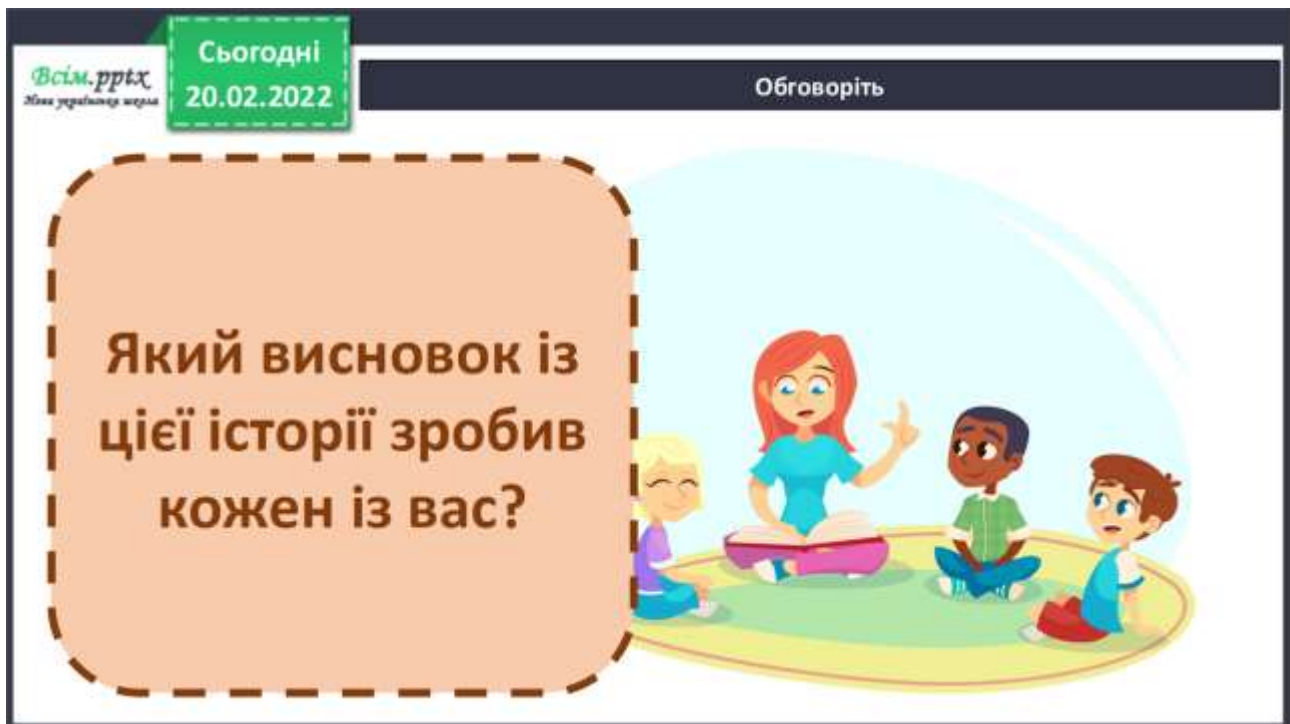 Всім.pptx
Нова українська школа
Сьогодні
20.02.2022
Обговоріть
Який висновок із
цієї історії зробив
кожен із вас?